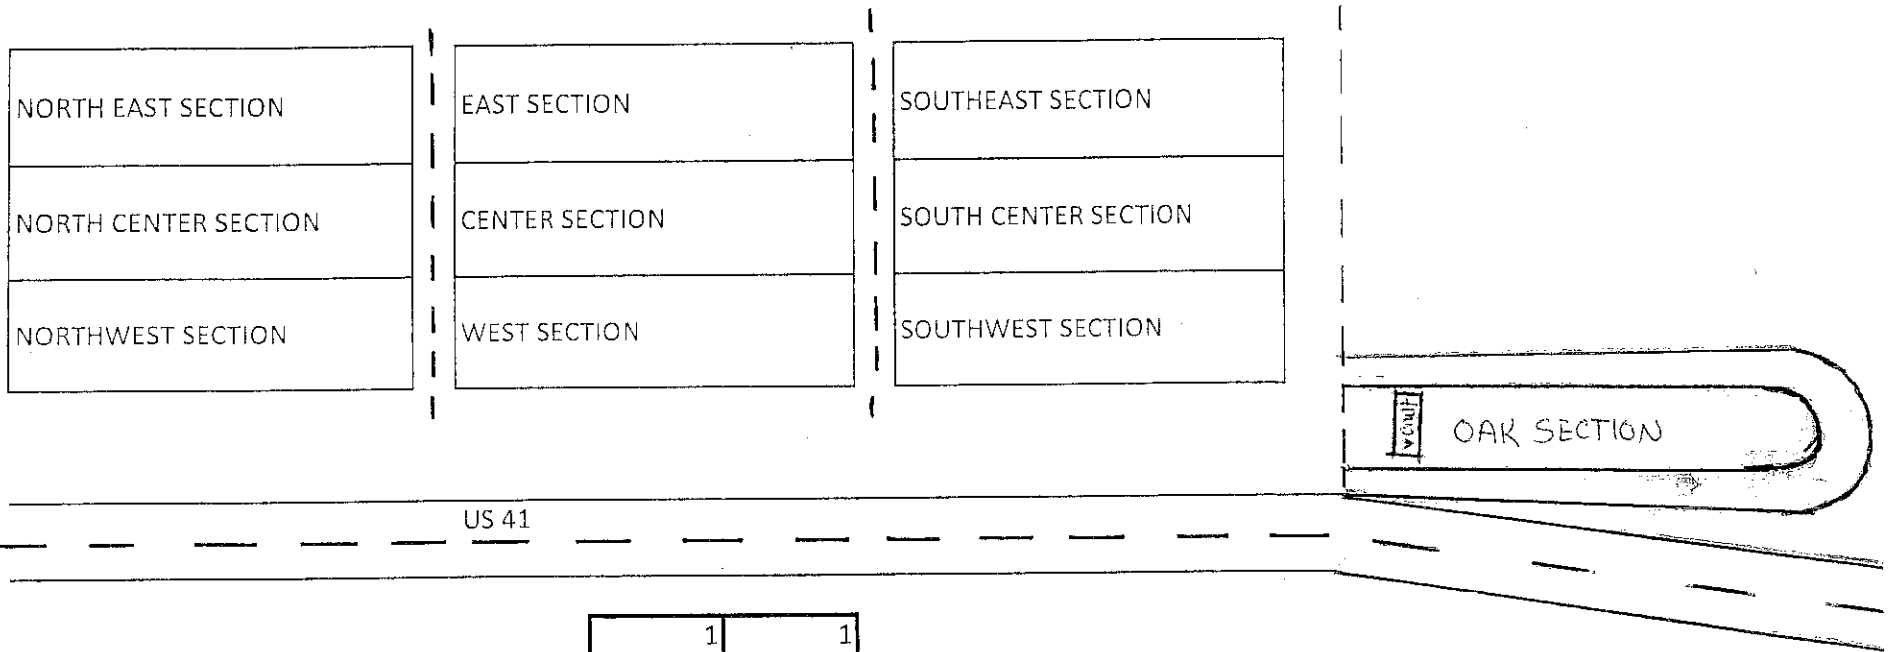 NORTH EAST SECTION
EAST SECTION
SOUTHEAST SECTION
NORTH CENTER SECTION
CENTER SECTION
SOUTH CENTER SECTION
NORTHWEST SECTION
WEST SECTION
SOUTHWEST SECTION
OAK SECTION
US 41
1 1